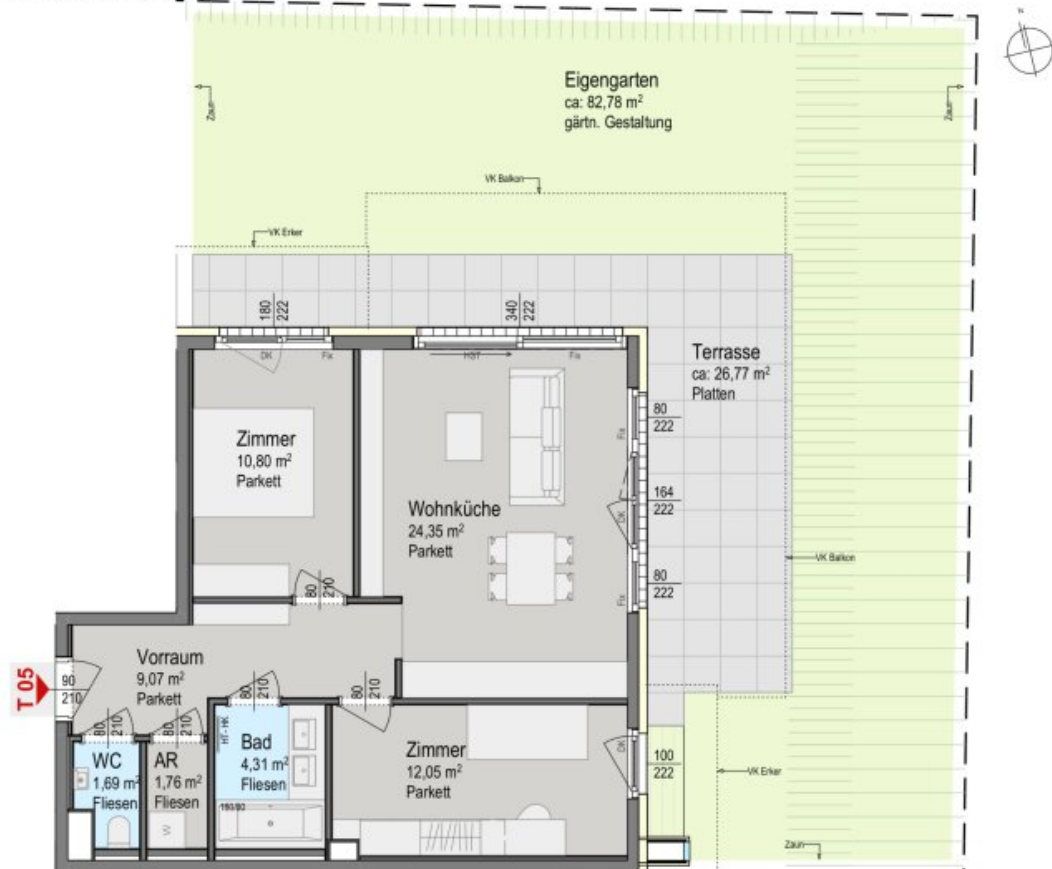 N
Eigengarten
ca: 82,78 m²
gärtn. Gestaltung
Zaun
Zaun
VK Balkon
VK Erker
180
222
340
222
DK
Fix
HST
Fix
Terrasse
ca: 26,77 m²
Platten
Zimmer
10,80 m²
Parkett
80
222
Fix
Wohnküche
24,35 m²
Parkett
164
222
DK
VK Balkon
80
222
Fix
80
210
Vorraum
9,07 m²
Parkett
T 05
90
210
80
210
80
210
80
210
80
210
HT - HK
WC
1,69 m²
Fliesen
AR
1,76 m²
Fliesen
W
Bad
4,31 m²
Fliesen
Zimmer
12,05 m²
Parkett
DK
100
222
VK Erker
Zaun